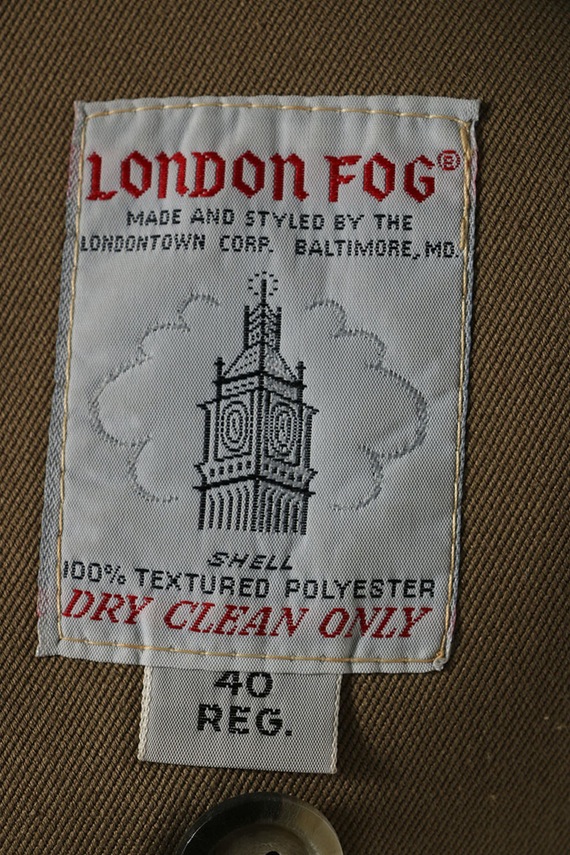 LONDON FOG®
MADE AND STYLED BY THE
LONDONTOWN CORP. BALTIMORE, MD.
SHELL
100% TEXTURED POLYESTER
DRY CLEAN ONLY
40
REG.